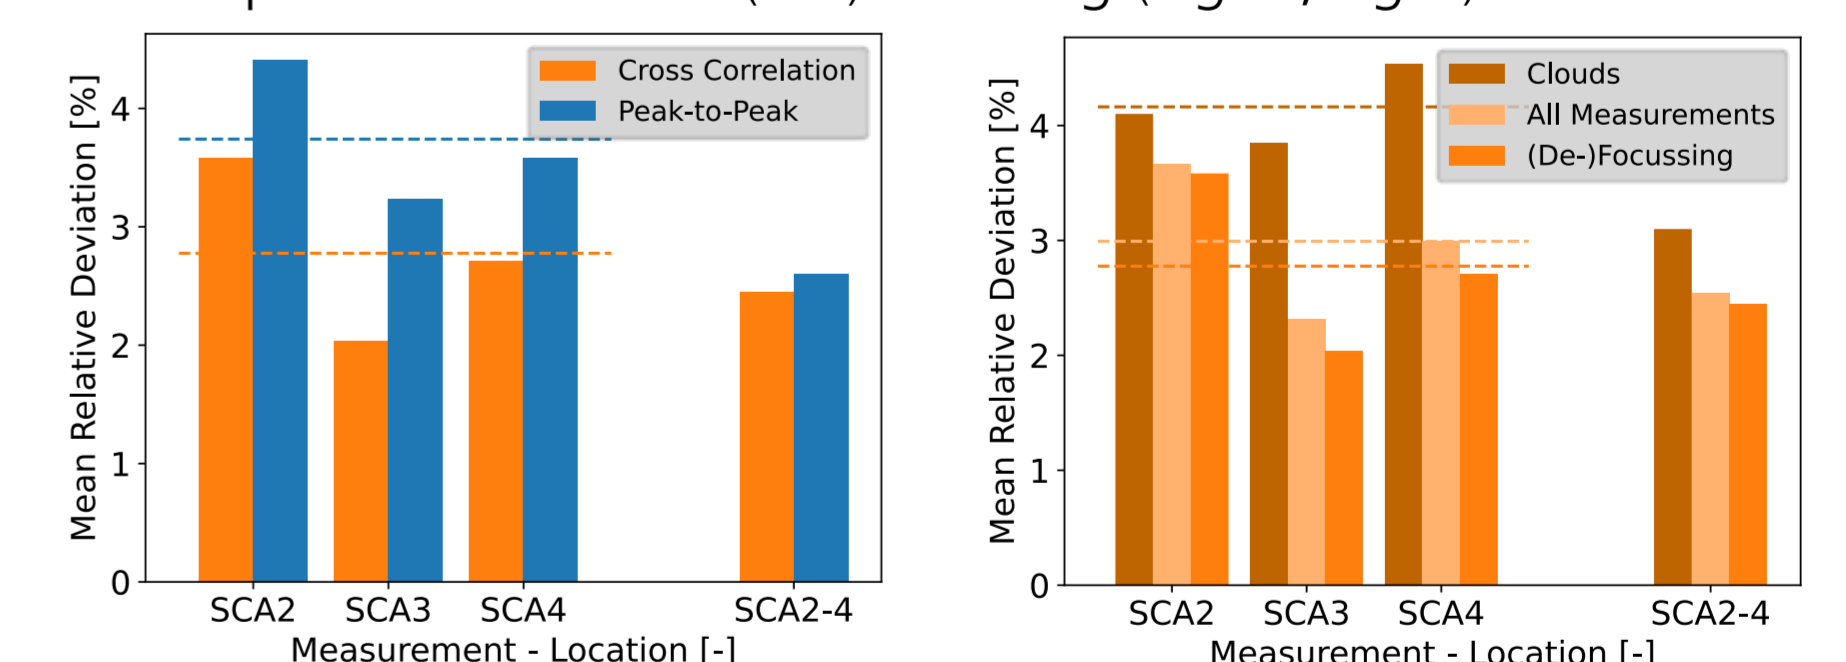 Mean Relative Deviation [%]
4
3
2
1
0
Cross Correlation
Peak-to-Peak
SCA2 SCA3 SCA4 SCA2-4
Measurement - Location [-]
Mean Relative Deviation [%]
4
3
2
1
0
Clouds
All Measurements
(De-)Focussing
SCA2 SCA3 SCA4 SCA2-4
Measurement - Location [-]